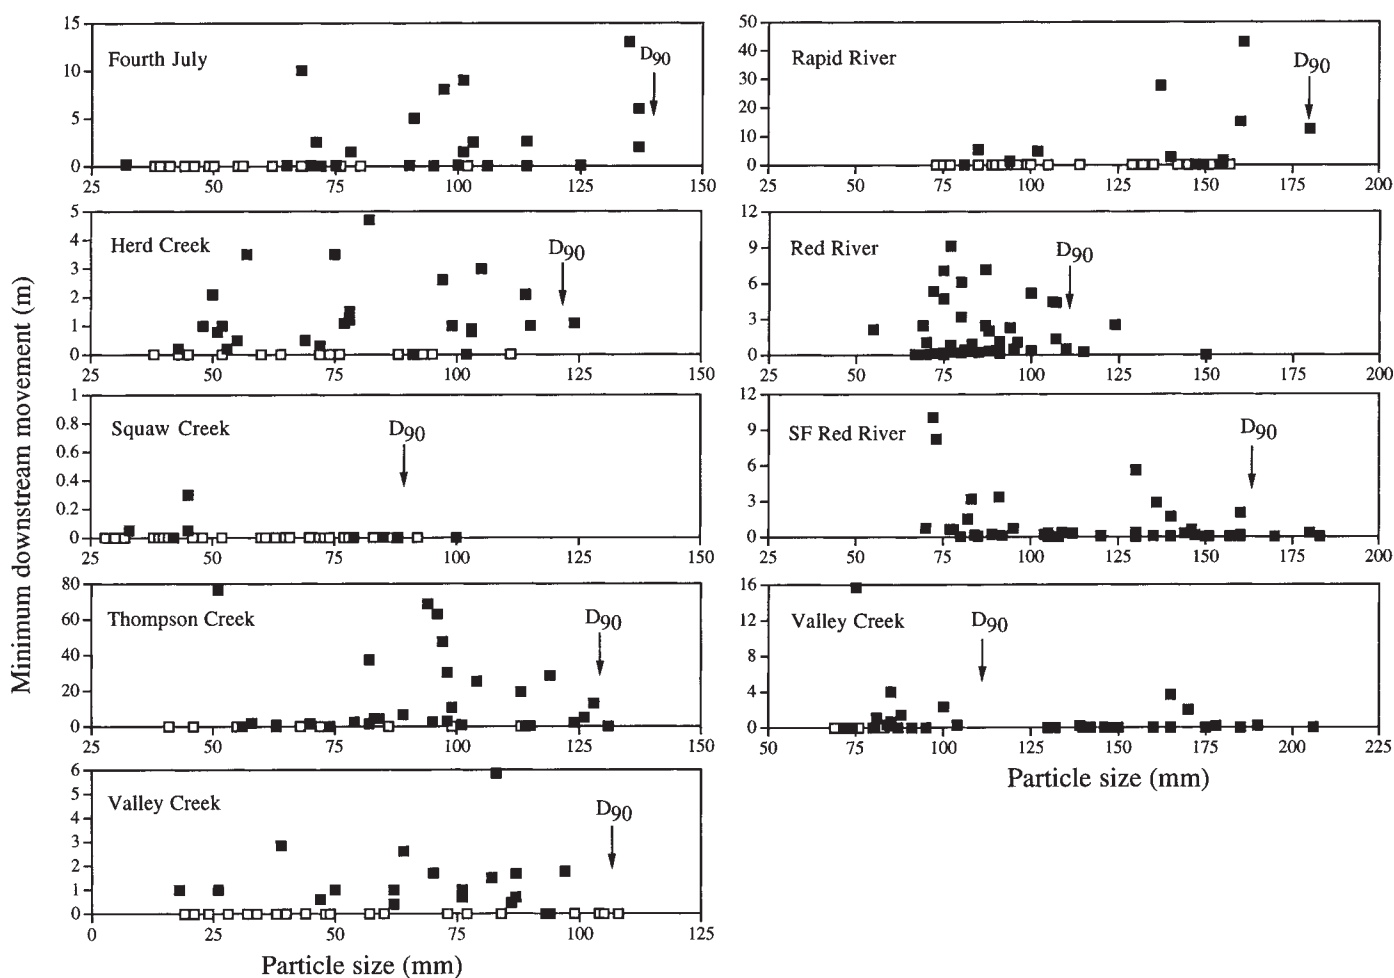 Minimum downstream movement (m)
Fourth July
D90
15
10
5
0
25 50 75 100 125 150
Herd Creek
D90
5
4
3
2
1
0
25 50 75 100 125 150
Squaw Creek
D90
1
0.8
0.6
0.4
0.2
0
25 50 75 100 125 150
Thompson Creek
D90
80
60
40
20
0
25 50 75 100 125 150
Valley Creek
D90
6
5
4
3
2
1
0
0 25 50 75 100 125
Particle size (mm)
Rapid River
D90
50
40
30
20
10
0
25 50 75 100 125 150 175 200
Red River
D90
12
9
6
3
0
25 50 75 100 125 150 175 200
SF Red River
D90
12
9
6
3
0
25 50 75 100 125 150 175 200
Valley Creek
D90
16
12
8
4
0
50 75 100 125 150 175 200 225
Particle size (mm)